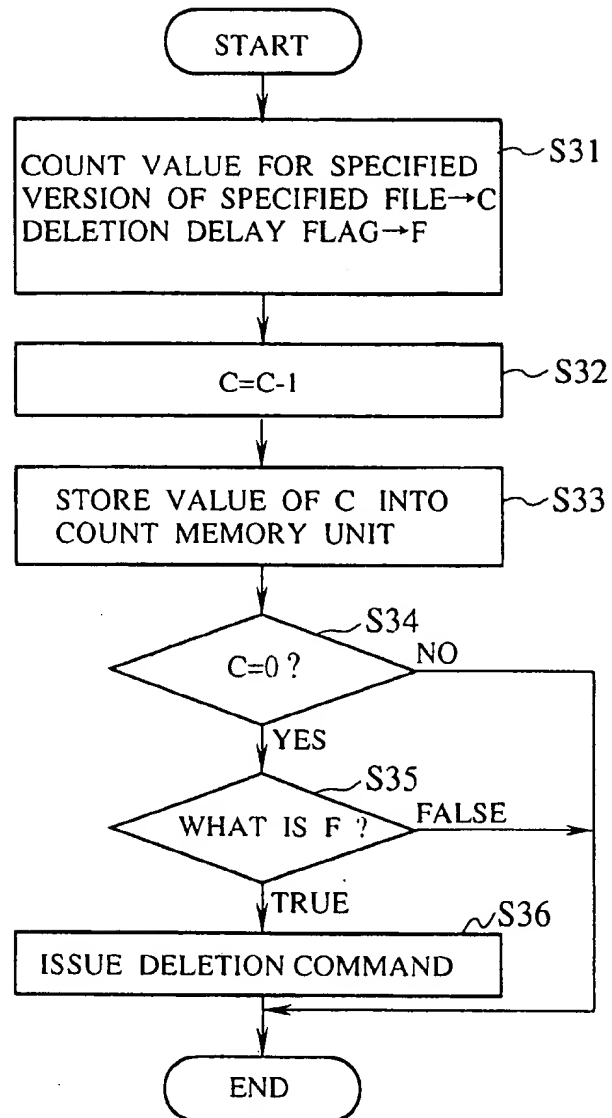 START
S31
COUNT VALUE FOR SPECIFIED
VERSION OF SPECIFIED FILE→C
DELETION DELAY FLAG→F
S32
C=C-1
S33
STORE VALUE OF C INTO
COUNT MEMORY UNIT
S34
C=0 ?
NO
YES
S35
WHAT IS F ?
FALSE
TRUE
S36
ISSUE DELETION COMMAND
END